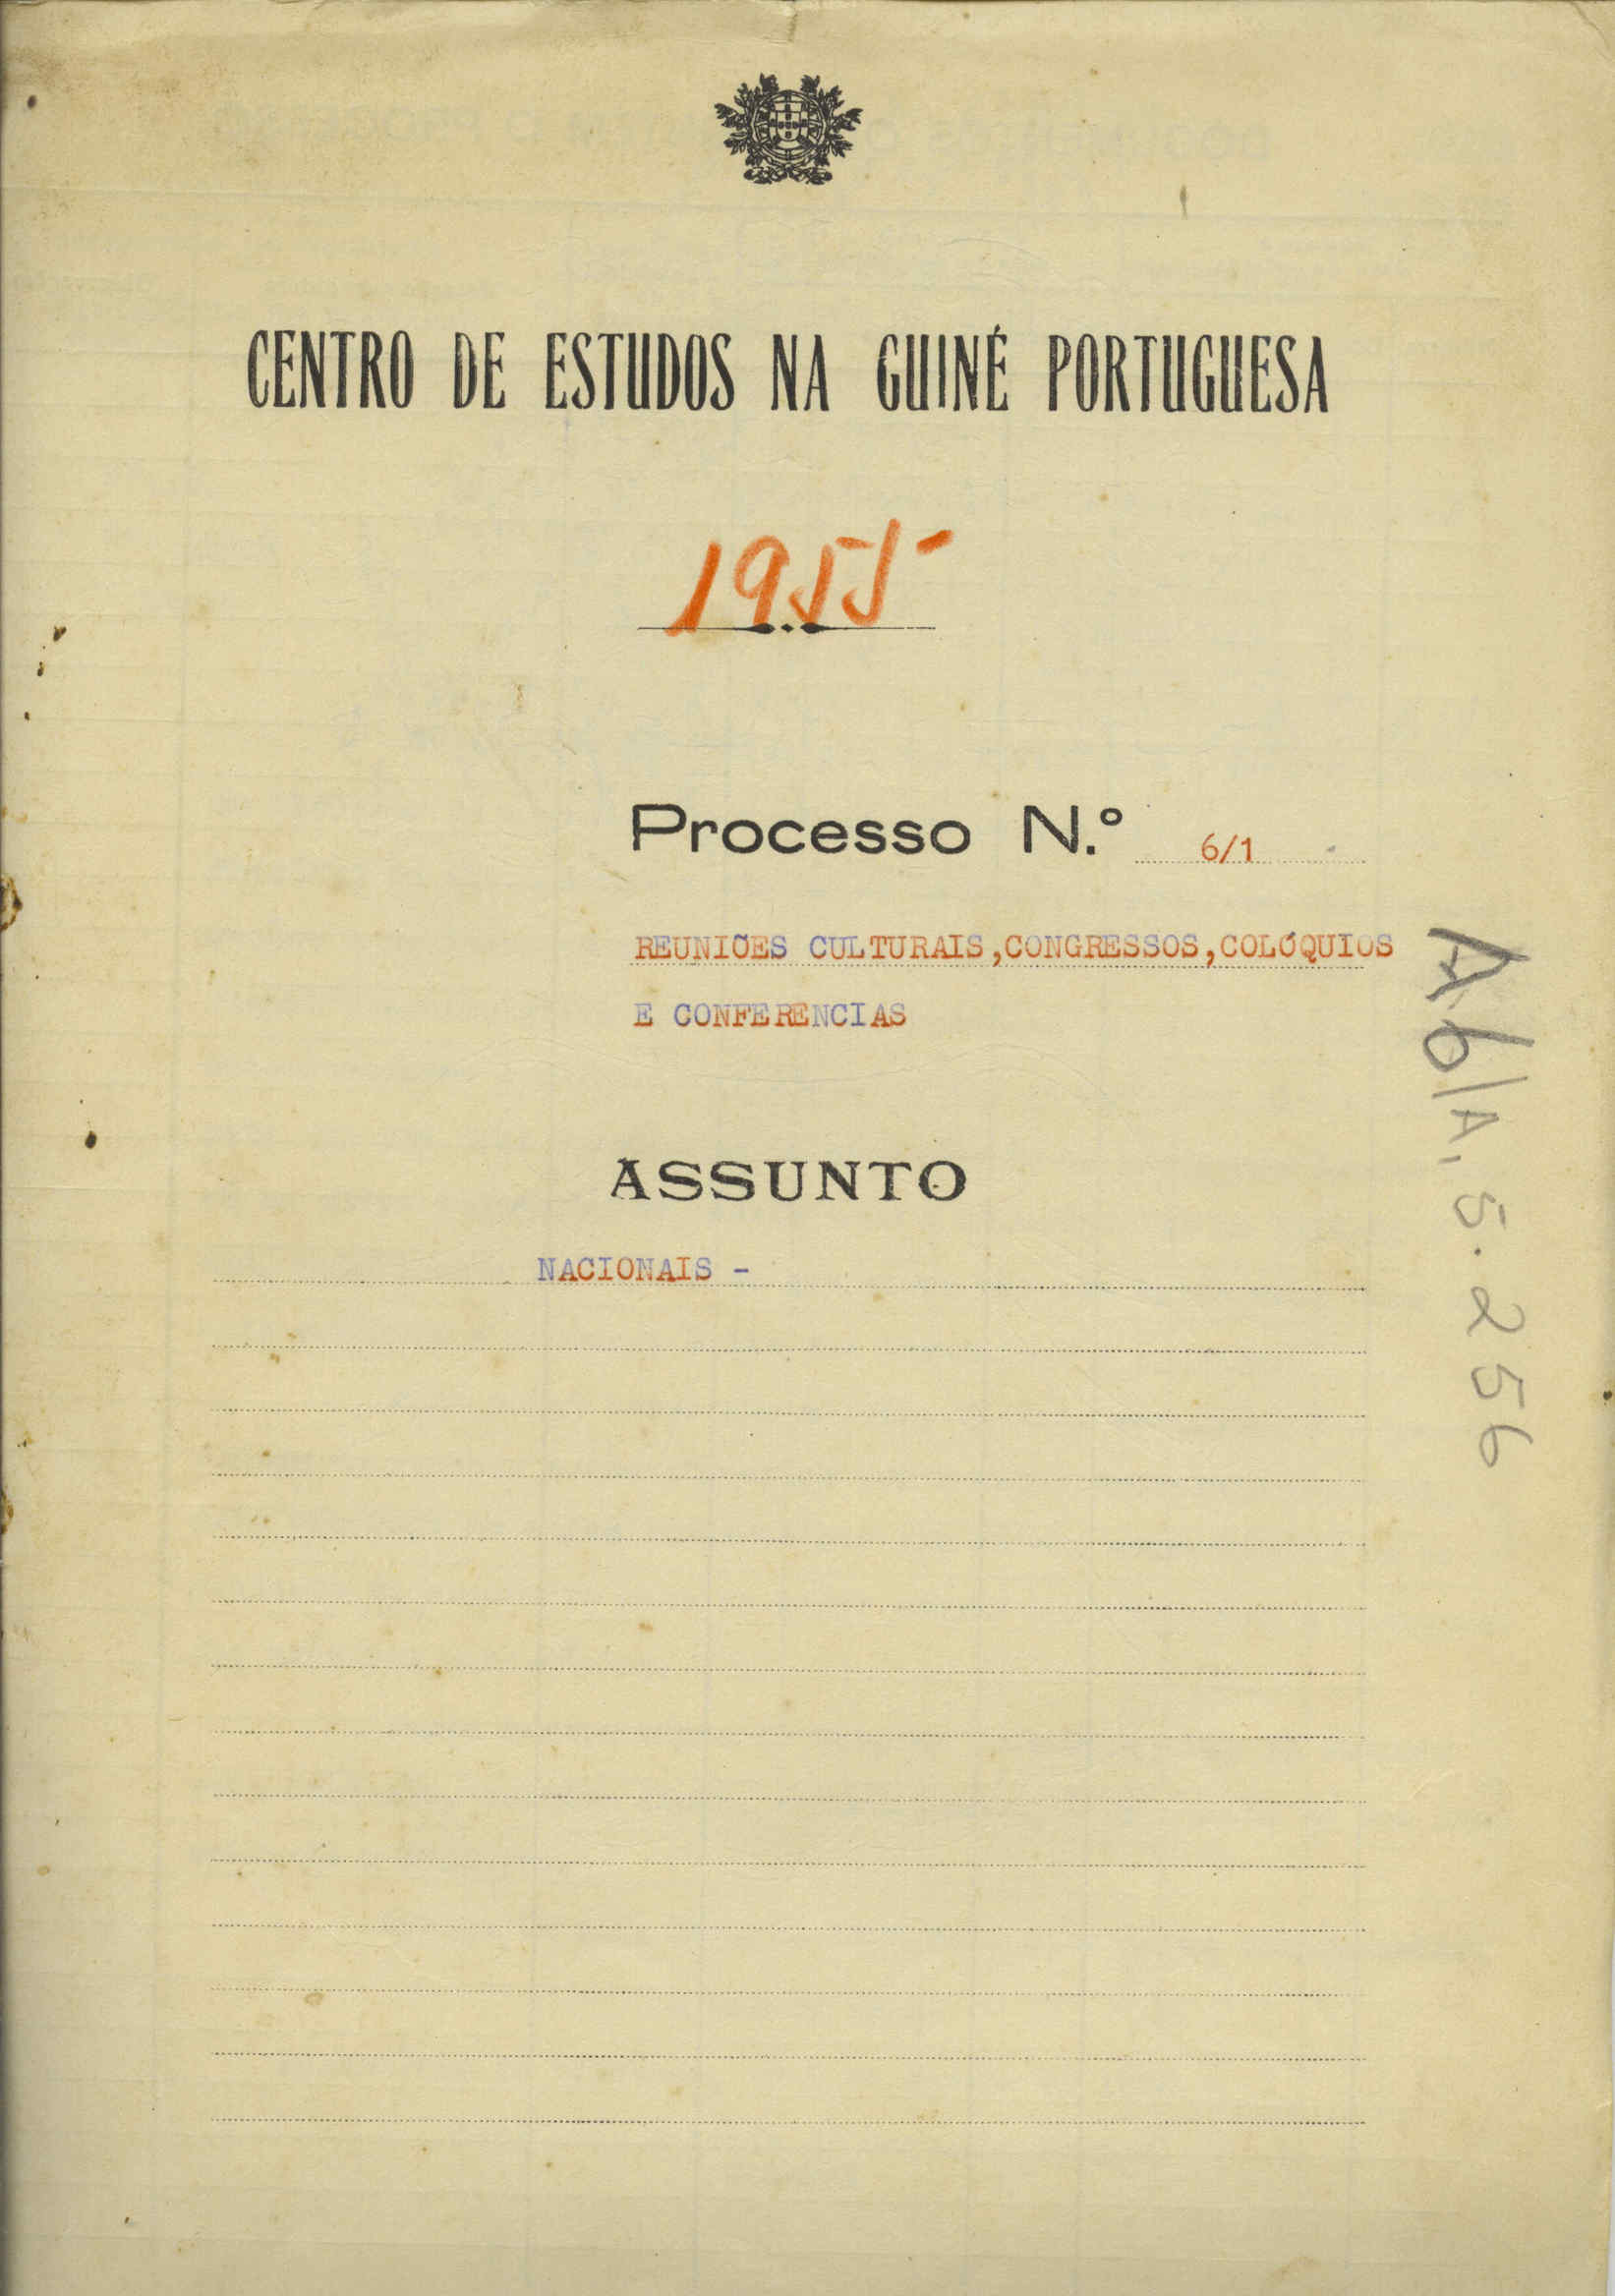 CENTRO DE ESTUDOS NA GUINÉ PORTUGUESA
1955
Processo N.º 6/1
REUNIÕES CULTURAIS,CONGRESSOS,COLÓQUIOS
E CONFERENCIAS
ASSUNTO
NACIONAIS -
A6/A, 5.256